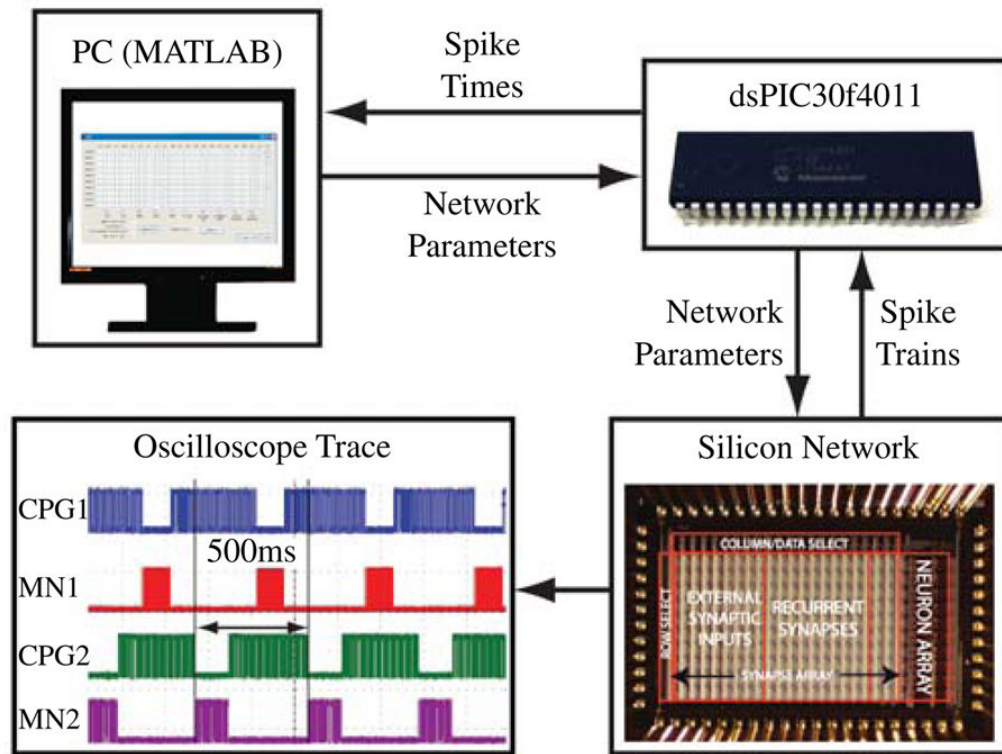 PC (MATLAB)
Spike
Times
Network
Parameters
dsPIC30f4011
Network
Parameters
Spike
Trains
Oscilloscope Trace
CPG1
500ms
MN1
CPG2
MN2
Silicon Network
COLUMN/DATA SELECT
ROW SELECT
EXTERNAL
SYNAPTIC
INPUTS
RECURRENT
SYNAPSES
NEURON ARRAY
SYNAPSE ARRAY